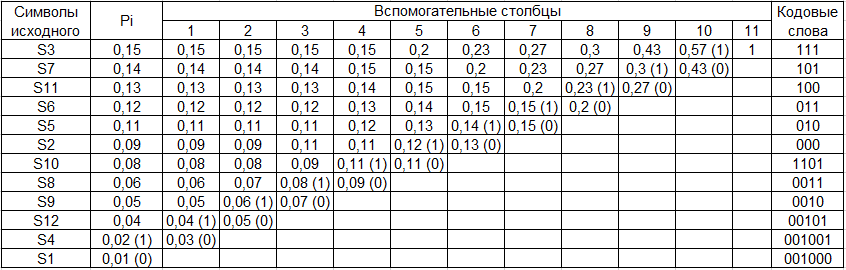 Символы исходного Pi Вспомогательные столбцы Кодовые слова
1 2 3 4 5 6 7 8 9 10 11
S3 0,15 0,15 0,15 0,15 0,15 0,2 0,23 0,27 0,3 0,43 0,57 (1) 1 111
S7 0,14 0,14 0,14 0,14 0,15 0,15 0,2 0,23 0,27 0,3 (1) 0,43 (0) 101
S11 0,13 0,13 0,13 0,13 0,14 0,15 0,15 0,2 0,23 (1) 0,27 (0) 100
S6 0,12 0,12 0,12 0,12 0,13 0,14 0,15 0,15 (1) 0,2 (0) 011
S5 0,11 0,11 0,11 0,11 0,12 0,13 0,14 (1) 0,15 (0) 010
S2 0,09 0,09 0,09 0,11 0,11 0,12 (1) 0,13 (0) 000
S10 0,08 0,08 0,08 0,09 0,11 (1) 0,11 (0) 1101
S8 0,06 0,06 0,07 0,08 (1) 0,09 (0) 0011
S9 0,05 0,05 0,06 (1) 0,07 (0) 0010
S12 0,04 0,04 (1) 0,05 (0) 00101
S4 0,02 (1) 0,03 (0) 001001
S1 0,01 (0) 001000